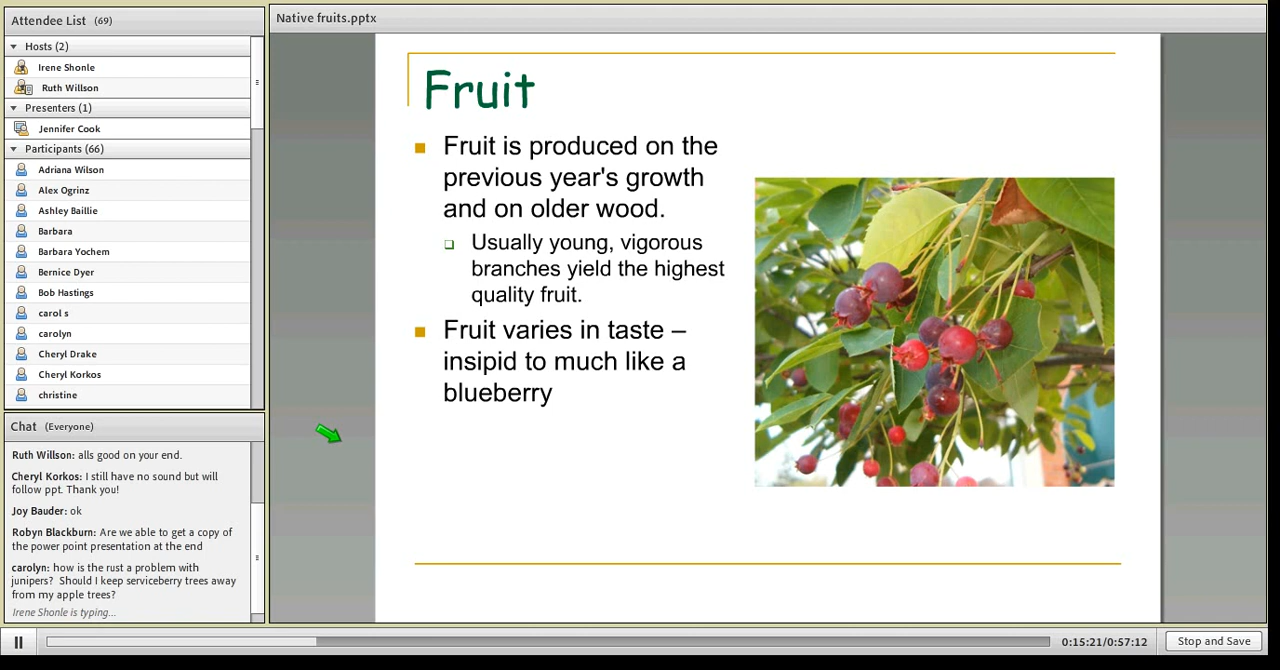 Attendee List (69)
Hosts (2)
Irene Shonle
Ruth Willson
Presenters (1)
Jennifer Cook
Participants (66)
Adriana Wilson
Alex Ogrinz
Ashley Baillie
Barbara
Barbara Yochem
Bernice Dyer
Bob Hastings
carol s
carolyn
Cheryl Drake
Cheryl Korkos
christine
Chat (Everyone)
Ruth Willson: alls good on your end.
Cheryl Korkos: I still have no sound but will
follow ppt. Thank you!
Joy Bauder: ok
Robyn Blackburn: Are we able to get a copy of
the power point presentation at the end
carolyn: how is the rust a problem with
junipers? Should I keep serviceberry trees away
from my apple trees?
Irene Shonle is typing...
Native fruits.pptx
Fruit
Fruit is produced on the
previous year's growth
and on older wood.
Usually young, vigorous
branches yield the highest
quality fruit.
Fruit varies in taste –
insipid to much like a
blueberry
0:15:21/0:57:12
Stop and Save